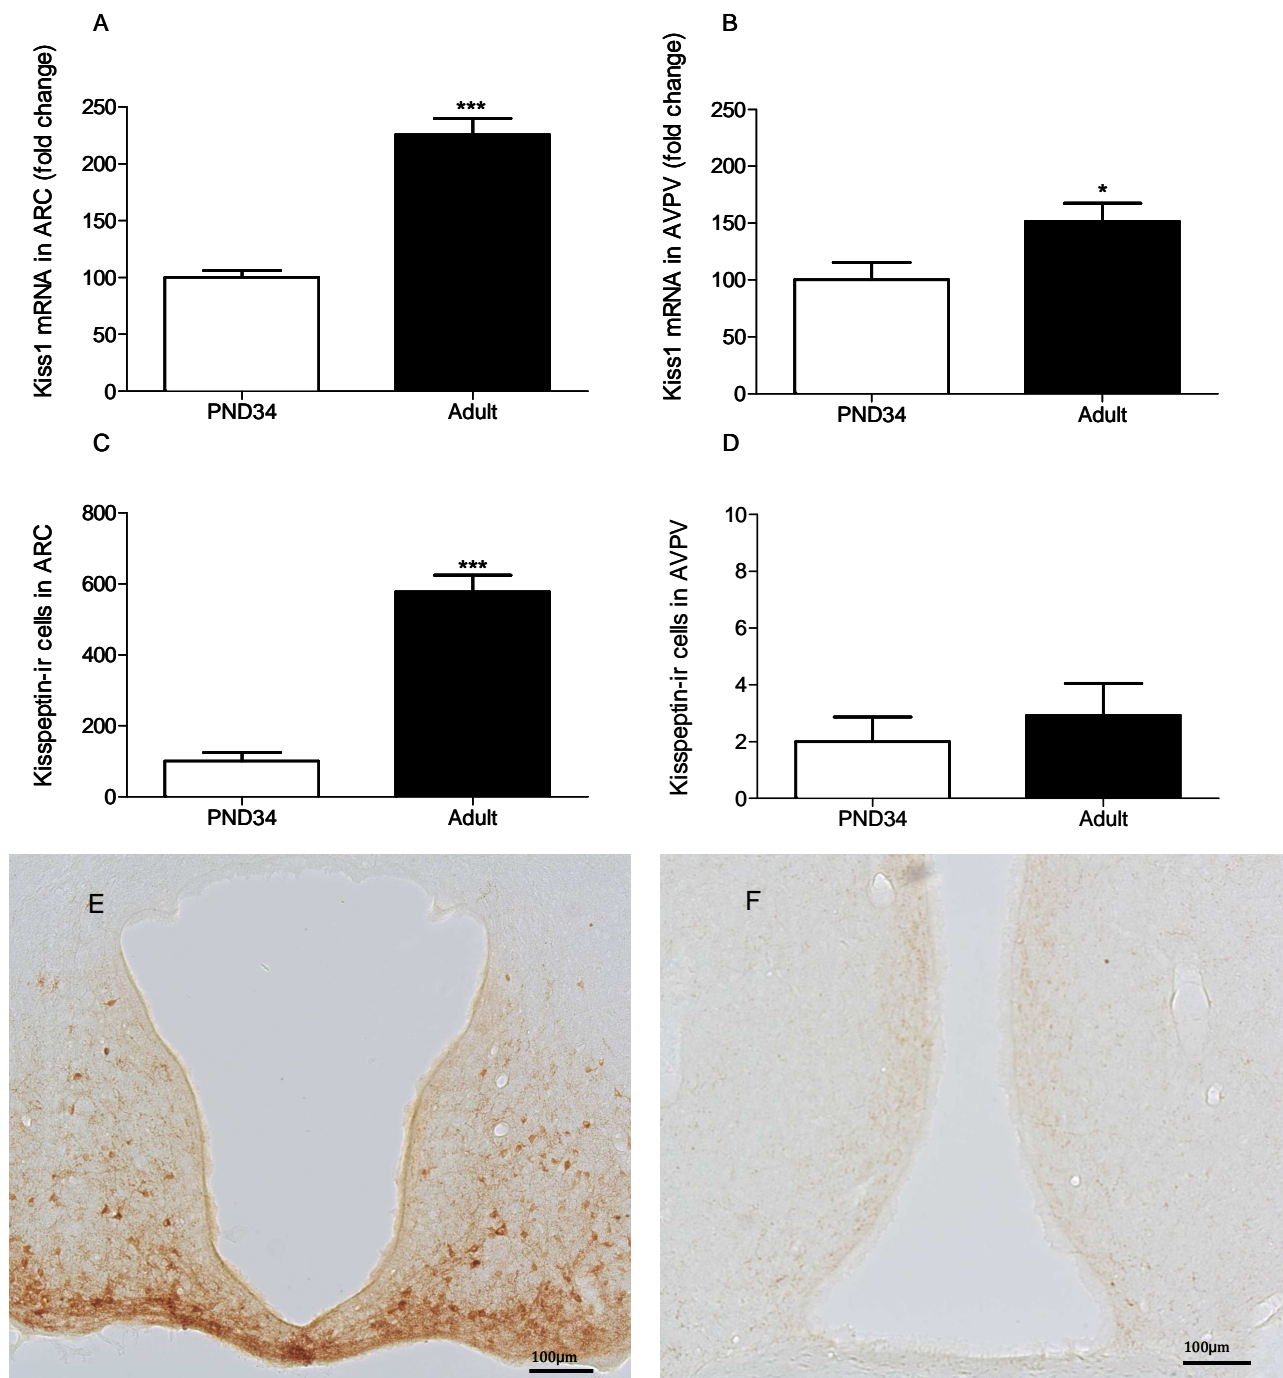 A
Kiss1 mRNA in ARC (fold change)
250
200
150
100
50
0
***
PND34
Adult
B
Kiss1 mRNA in AVPV (fold change)
250
200
150
100
50
0
*
PND34
Adult
C
Kisspeptin-ir cells in ARC
800
600
400
200
0
***
PND34
Adult
D
Kisspeptin-ir cells in AVPV
10
8
6
4
2
0
PND34
Adult
E
100µm
F
100µm